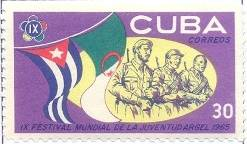 IX
CUBA
CORREOS
30
IX FESTIVAL MUNDIAL DE LA JUVENTUD ARGEL 1965